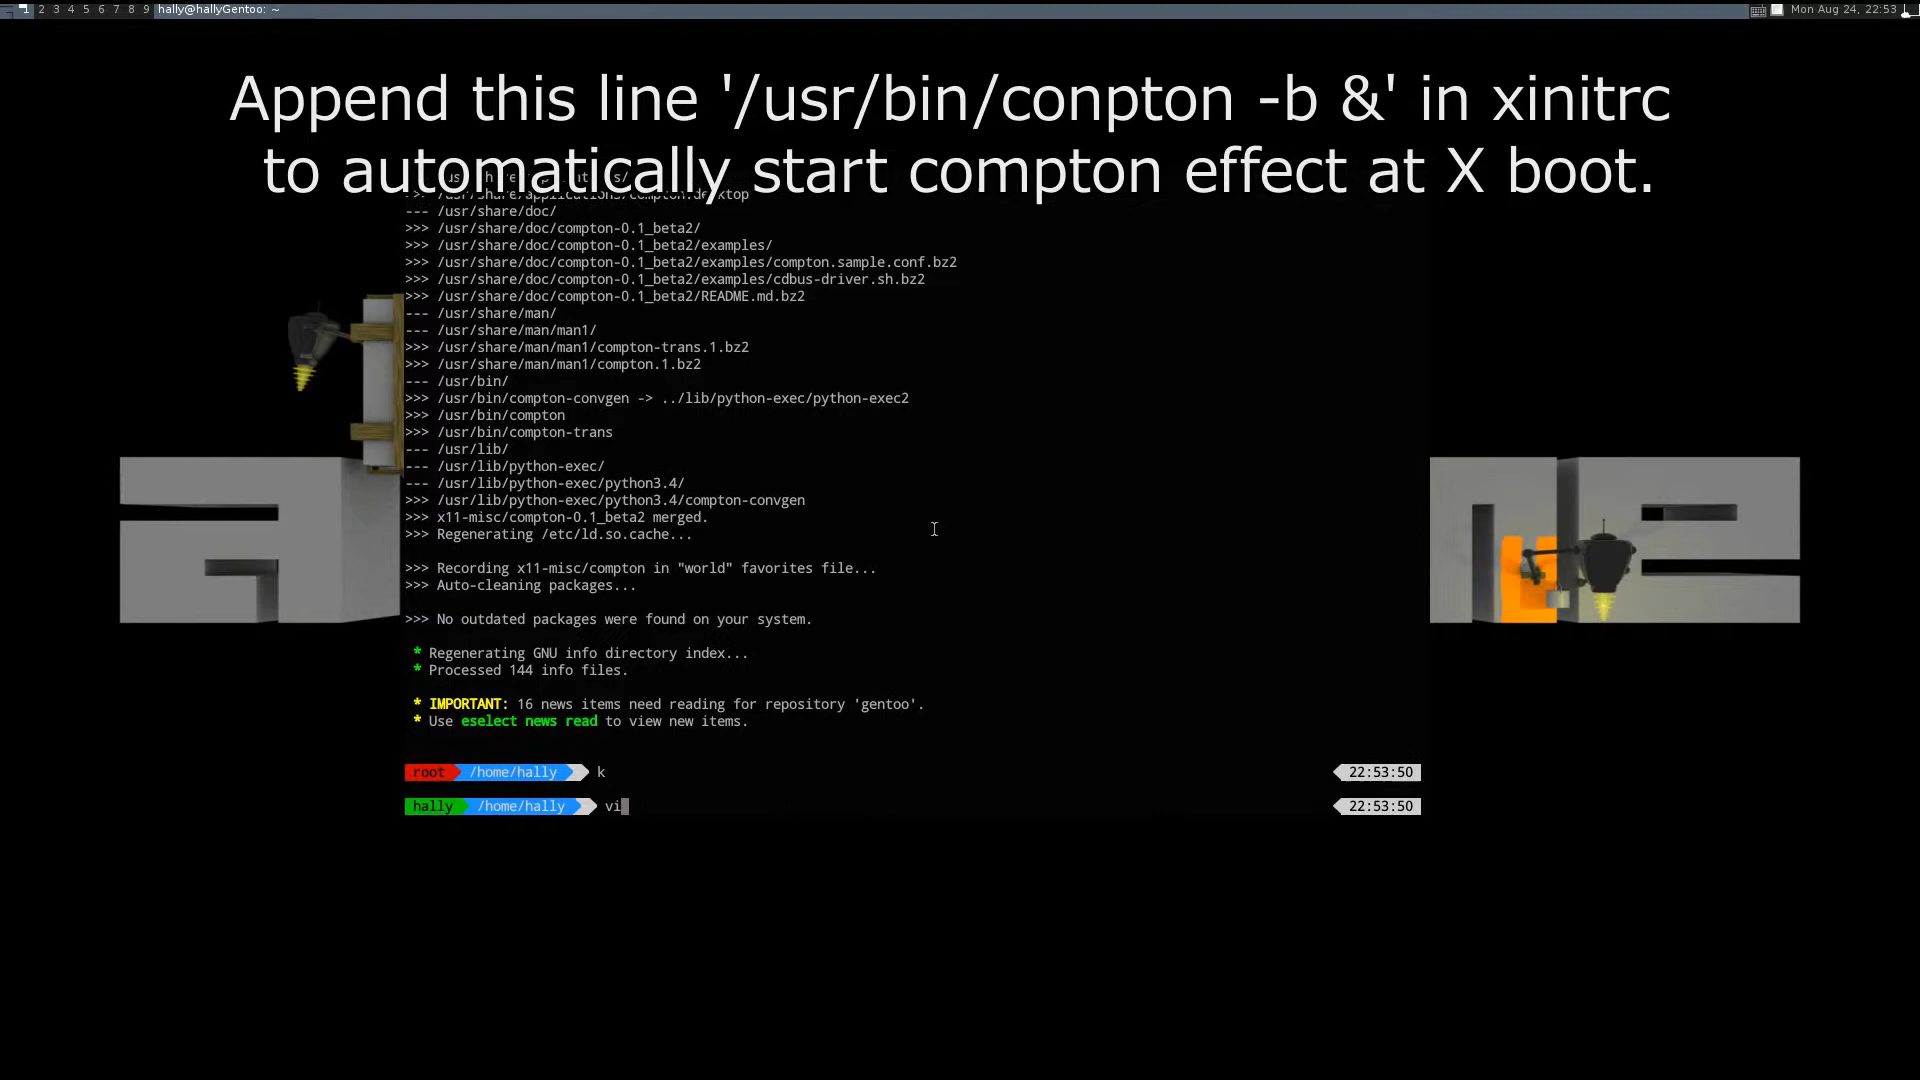 1 2 3 4 5 6 7 8 9 hally@hallyGentoo: ~ Mon Aug 24, 22:53
Append this line '/usr/bin/conpton -b &' in xinitrc
to automatically start compton effect at X boot.
>>> /usr/share/applications/compton.desktop
--- /usr/share/doc/
>>> /usr/share/doc/compton-0.1_beta2/
>>> /usr/share/doc/compton-0.1_beta2/examples/
>>> /usr/share/doc/compton-0.1_beta2/examples/compton.sample.conf.bz2
>>> /usr/share/doc/compton-0.1_beta2/examples/cdbus-driver.sh.bz2
>>> /usr/share/doc/compton-0.1_beta2/README.md.bz2
--- /usr/share/man/
--- /usr/share/man/man1/
>>> /usr/share/man/man1/compton-trans.1.bz2
>>> /usr/share/man/man1/compton.1.bz2
--- /usr/bin/
>>> /usr/bin/compton-convgen -> ../lib/python-exec/python-exec2
>>> /usr/bin/compton
>>> /usr/bin/compton-trans
--- /usr/lib/
--- /usr/lib/python-exec/
--- /usr/lib/python-exec/python3.4/
>>> /usr/lib/python-exec/python3.4/compton-convgen
>>> x11-misc/compton-0.1_beta2 merged.
>>> Regenerating /etc/ld.so.cache...
>>> Recording x11-misc/compton in "world" favorites file...
>>> Auto-cleaning packages...
>>> No outdated packages were found on your system.
* Regenerating GNU info directory index...
* Processed 144 info files.
* IMPORTANT: 16 news items need reading for repository 'gentoo'.
* Use eselect news read to view new items.
root /home/hally k 22:53:50
hally /home/hally vi 22:53:50